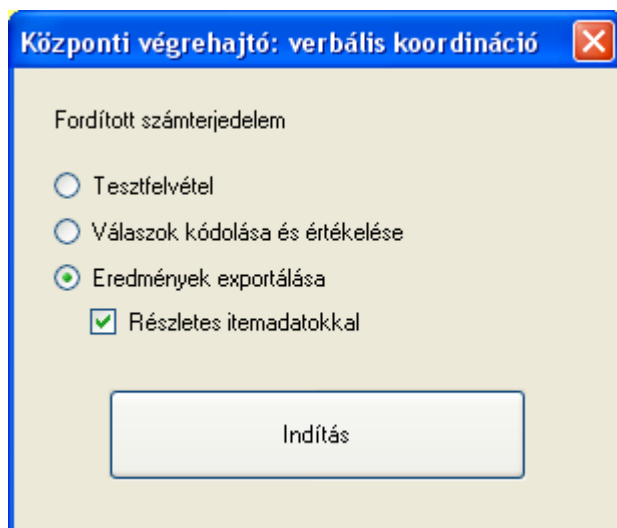 Központi végrehajtó: verbális koordináció
Fordított számterjedelem
Tesztfelvétel
Válaszok kódolása és értékelése
Eredmények exportálása
Részletes itemadatokkal
Indítás